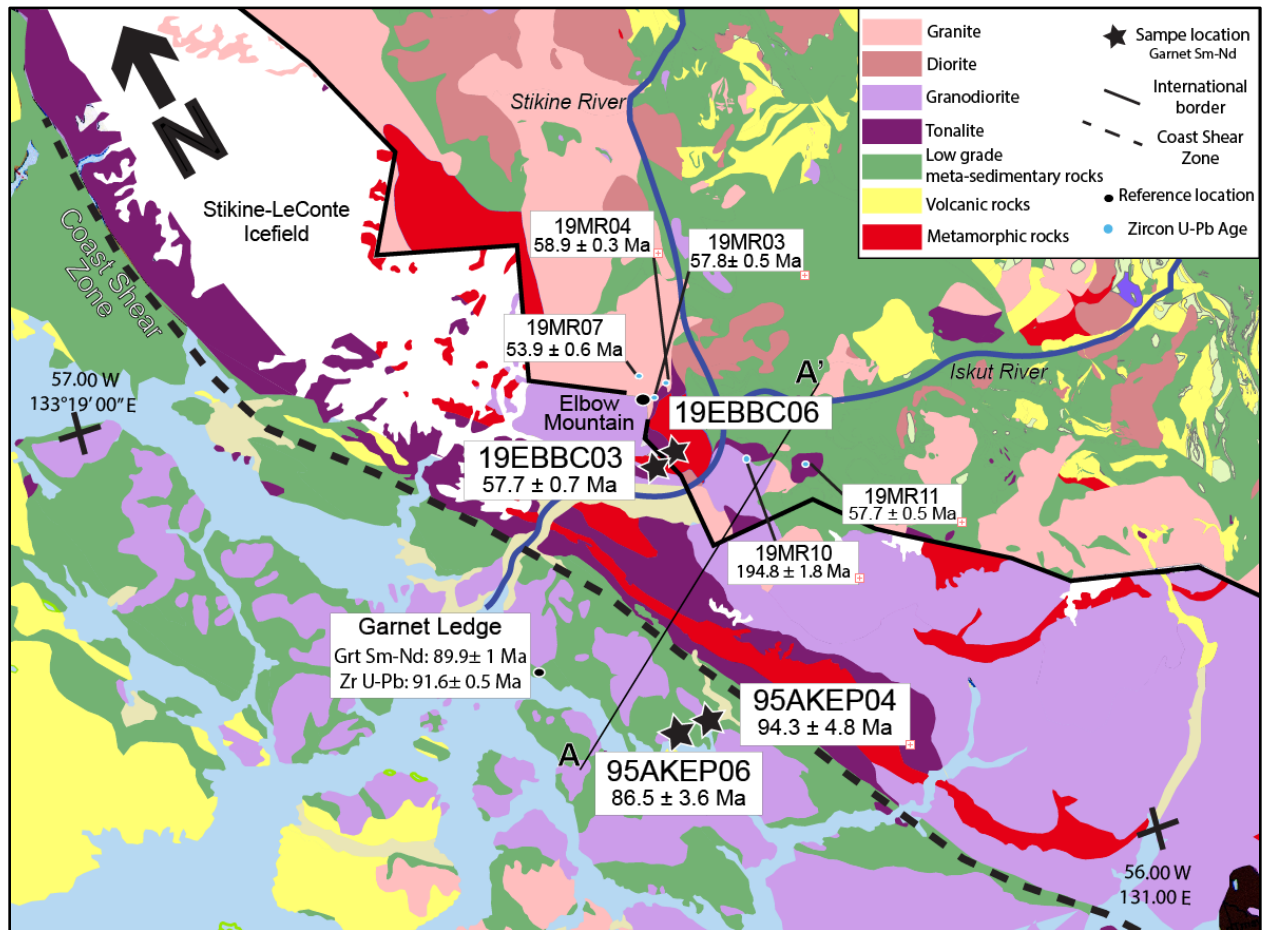 N
Stikine River
Stikine-LeConte
Icefield
Coast Shear
Zone
19MR04
58.9 ± 0.3 Ma
19MR03
57.8± 0.5 Ma
19MR07
53.9 ± 0.6 Ma
57.00 W
133°19' 00" E
Elbow
Mountain
A'
Iskut River
19EBBC06
19EBBC03
57.7 ± 0.7 Ma
19MR11
57.7 ± 0.5 Ma
19MR10
194.8 ± 1.8 Ma
Garnet Ledge
Grt Sm-Nd: 89.9± 1 Ma
Zr U-Pb: 91.6± 0.5 Ma
95AKEP04
94.3 ± 4.8 Ma
A
95AKEP06
86.5 ± 3.6 Ma
56.00 W
131.00 E
Granite
Diorite
Granodiorite
Tonalite
Low grade
meta-sedimentary rocks
Volcanic rocks
Metamorphic rocks
Sampe location
Garnet Sm-Nd
International
border
Coast Shear
Zone
Reference location
Zircon U-Pb Age